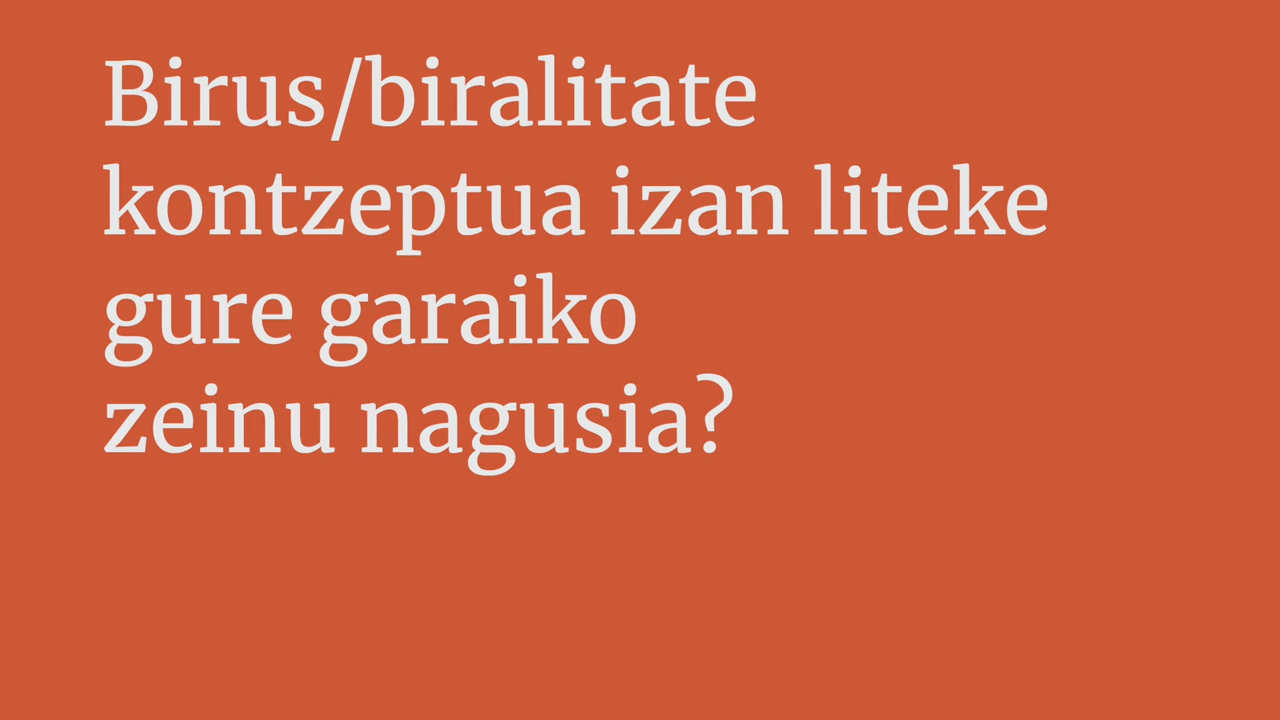 Birus/biralitate
kontzeptua izan liteke
gure garaiko
zeinu nagusia?